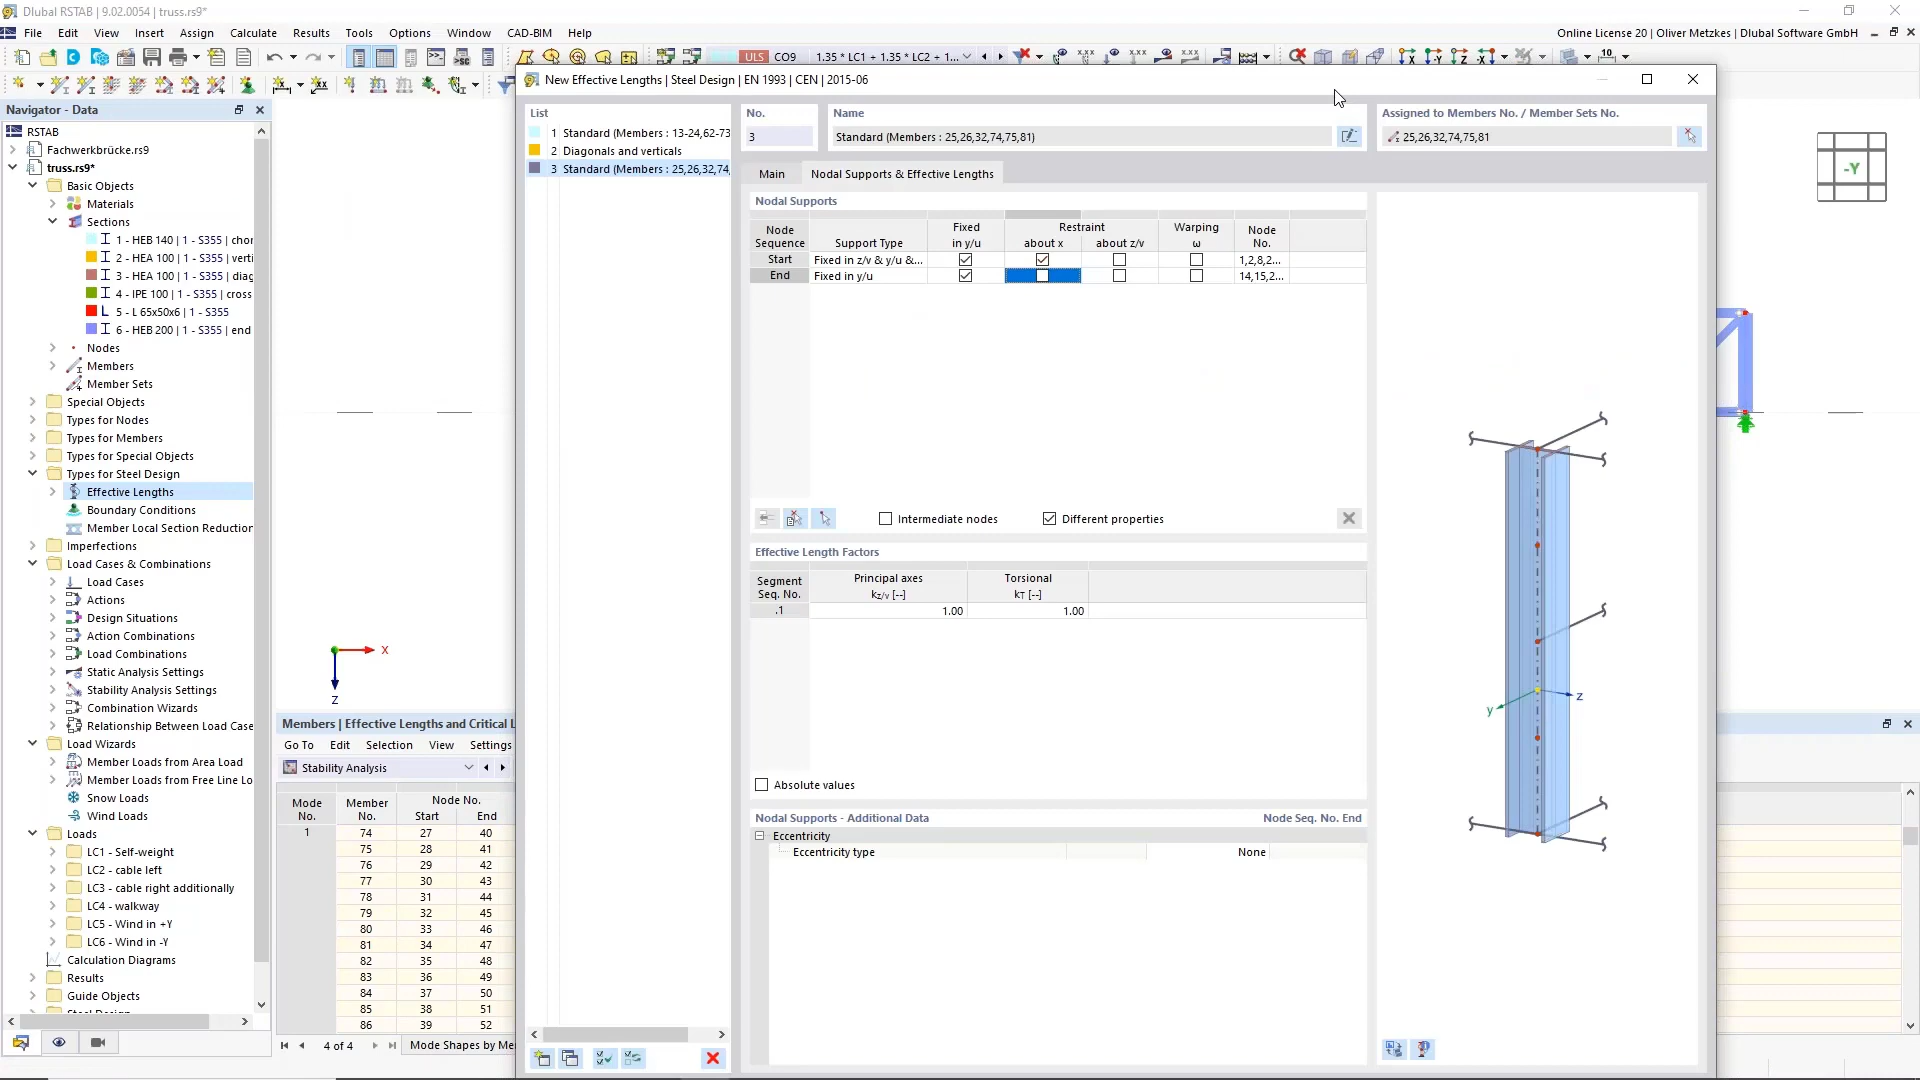 Dlubal RSTAB | 9.02.0054 | truss.rs9*
File Edit View Insert Assign Calculate Results Tools Options Window CAD-BIM Help
Online License 20 | Oliver Metzkes | Dlubal Software GmbH
ULS CO9 1.35 * LC1 + 1.35 * LC2 + 1...
Navigator - Data
RSTAB
Fachwerkbrücke.rs9
truss.rs9*
Basic Objects
Materials
Sections
1 - HEB 140 | 1 - S355 | chor
2 - HEA 100 | 1 - S355 | verti
3 - HEA 100 | 1 - S355 | diag
4 - IPE 100 | 1 - S355 | cross
5 - L 65x50x6 | 1 - S355
6 - HEB 200 | 1 - S355 | end
Nodes
Members
Member Sets
Special Objects
Types for Nodes
Types for Members
Types for Special Objects
Types for Steel Design
Effective Lengths
Boundary Conditions
Member Local Section Reduction
Imperfections
Load Cases & Combinations
Load Cases
Actions
Design Situations
Action Combinations
Load Combinations
Static Analysis Settings
Stability Analysis Settings
Combination Wizards
Relationship Between Load Case
Load Wizards
Member Loads from Area Load
Member Loads from Free Line Lo
Snow Loads
Wind Loads
Loads
LC1 - Self-weight
LC2 - cable left
LC3 - cable right additionally
LC4 - walkway
LC5 - Wind in +Y
LC6 - Wind in -Y
Calculation Diagrams
Results
Guide Objects
X
Z
-Y
Members | Effective Lengths and Critical L
Go To Edit Selection View Settings
Stability Analysis
Mode No. Member No. Node No. Start End
1 74 27 40
75 28 41
76 29 42
77 30 43
78 31 44
79 32 45
80 33 46
81 34 47
82 35 48
83 36 49
84 37 50
85 38 51
86 39 52
4 of 4 Mode Shapes by Me
New Effective Lengths | Steel Design | EN 1993 | CEN | 2015-06
List
1 Standard (Members : 13-24,62-73
2 Diagonals and verticals
3 Standard (Members : 25,26,32,74,
No.
3
Name
Standard (Members : 25,26,32,74,75,81)
Assigned to Members No. / Member Sets No.
25,26,32,74,75,81
Main Nodal Supports & Effective Lengths
Nodal Supports
Node Sequence Support Type Fixed in y/u Restraint about x about z/v Warping ω Node No.
Start Fixed in z/v & y/u &... 1,2,8,2...
End Fixed in y/u 14,15,2...
Intermediate nodes Different properties
Effective Length Factors
Segment Seq. No. Principal axes kz/v [--] Torsional kT [--]
.1 1.00 1.00
Absolute values
Nodal Supports - Additional Data Node Seq. No. End
Eccentricity
Eccentricity type None
y
z